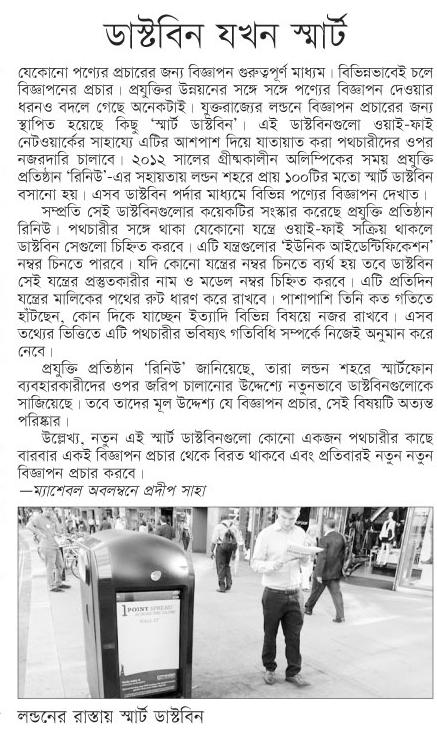 ডাস্টবিন যখন স্মার্ট
যেকোনো পণ্যের প্রচারের জন্য বিজ্ঞাপন গুরুত্বপূর্ণ মাধ্যম। বিভিন্নভাবেই চলে
বিজ্ঞাপনের প্রচার। প্রযুক্তির উন্নয়নের সঙ্গে সঙ্গে পণ্যের বিজ্ঞাপন দেওয়ার
ধরনও বদলে গেছে অনেকটাই। যুক্তরাজ্যের লন্ডনে বিজ্ঞাপন প্রচারের জন্য
স্থাপিত হয়েছে কিছু ‘স্মার্ট ডাস্টবিন’। এই ডাস্টবিনগুলো ওয়াই-ফাই
নেটওয়ার্কের সাহায্যে এটির আশপাশ দিয়ে যাতায়াত করা পথচারীদের ওপর
নজরদারি চালাবে। ২০১২ সালের গ্রীষ্মকালীন অলিম্পিকের সময় প্রযুক্তি
প্রতিষ্ঠান ‘রিনিউ’-এর সহায়তায় লন্ডন শহরে প্রায় ১০০টির মতো স্মার্ট ডাস্টবিন
বসানো হয়। এসব ডাস্টবিন পর্দার মাধ্যমে বিভিন্ন পণ্যের বিজ্ঞাপন দেখাত।
সম্প্রতি সেই ডাস্টবিনগুলোর কয়েকটির সংস্কার করেছে প্রযুক্তি প্রতিষ্ঠান
রিনিউ। পথচারীর সঙ্গে থাকা যেকোনো যন্ত্রে ওয়াই-ফাই সক্রিয় থাকলে
ডাস্টবিন সেগুলো চিহ্নিত করবে। এটি যন্ত্রগুলোর ‘ইউনিক আইডেন্টিফিকেশন’
নম্বর চিনতে পারবে। যদি কোনো যন্ত্রের নম্বর চিনতে ব্যর্থ হয় তবে ডাস্টবিন
সেই যন্ত্রের প্রস্তুতকারীর নাম ও মডেল নম্বর চিহ্নিত করবে। এটি প্রতিদিন
যন্ত্রের মালিকের পথের রুট ধারণ করে রাখবে। পাশাপাশি তিনি কত গতিতে
হাঁটছেন, কোন দিকে যাচ্ছেন ইত্যাদি বিভিন্ন বিষয়ে নজর রাখবে। এসব
তথ্যের ভিত্তিতে এটি পথচারীর ভবিষ্যৎ গতিবিধি সম্পর্কে নিজেই অনুমান করে
নেবে।
প্রযুক্তি প্রতিষ্ঠান ‘রিনিউ’ জানিয়েছে, তারা লন্ডন শহরে স্মার্টফোন
ব্যবহারকারীদের ওপর জরিপ চালানোর উদ্দেশ্যে নতুনভাবে ডাস্টবিনগুলোকে
সাজিয়েছে। তবে তাদের মূল উদ্দেশ্য যে বিজ্ঞাপন প্রচার, সেই বিষয়টি অত্যন্ত
পরিষ্কার।
উল্লেখ্য, নতুন এই স্মার্ট ডাস্টবিনগুলো কোনো একজন পথচারীর কাছে
বারবার একই বিজ্ঞাপন প্রচার থেকে বিরত থাকবে এবং প্রতিবারই নতুন নতুন
বিজ্ঞাপন প্রচার করবে।
—ম্যাশেবল অবলম্বনে প্রদীপ সাহা
1 POINT SPREAD
লন্ডনের রাস্তায় স্মার্ট ডাস্টবিন